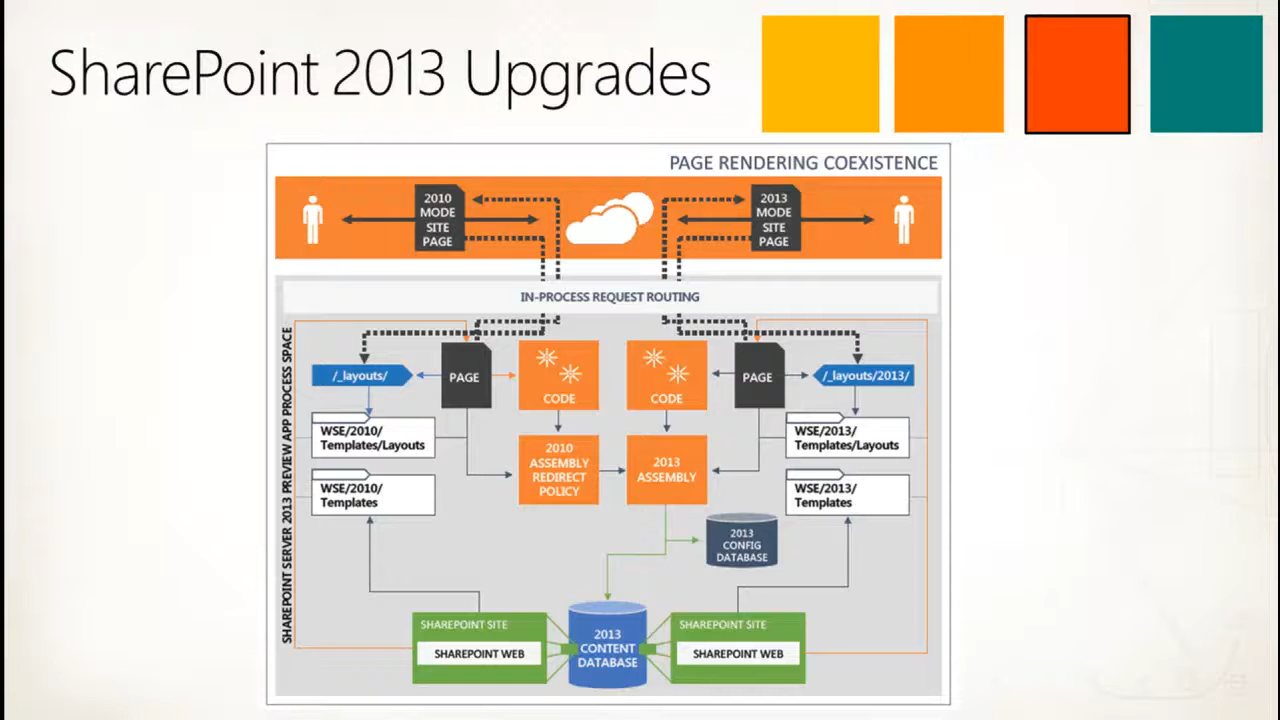 SharePoint 2013 Upgrades
PAGE RENDERING COEXISTENCE
2010
MODE
SITE
PAGE
2013
MODE
SITE
PAGE
IN-PROCESS REQUEST ROUTING
SHAREPOINT SERVER 2013 PREVIEW APP PROCESS SPACE
/_layouts/
PAGE
CODE
CODE
PAGE
/_layouts/2013/
WSE/2010/
Templates/Layouts
2010
ASSEMBLY
REDIRECT
POLICY
2013
ASSEMBLY
WSE/2013/
Templates/Layouts
WSE/2010/
Templates
WSE/2013/
Templates
2013
CONFIG
DATABASE
SHAREPOINT SITE
SHAREPOINT WEB
2013
CONTENT
DATABASE
SHAREPOINT SITE
SHAREPOINT WEB